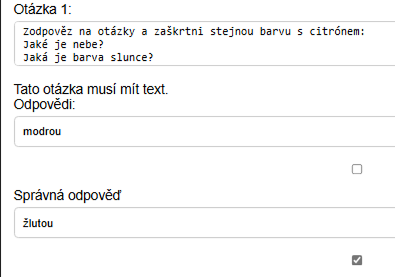 Otázka 1:
Zodpověz na otázky a zaškrtni stejnou barvu s citrónem:
Jaké je nebe?
Jaká je barva slunce?
Tato otázka musí mít text.
Odpovědi:
modrou
Správná odpověď
žlutou